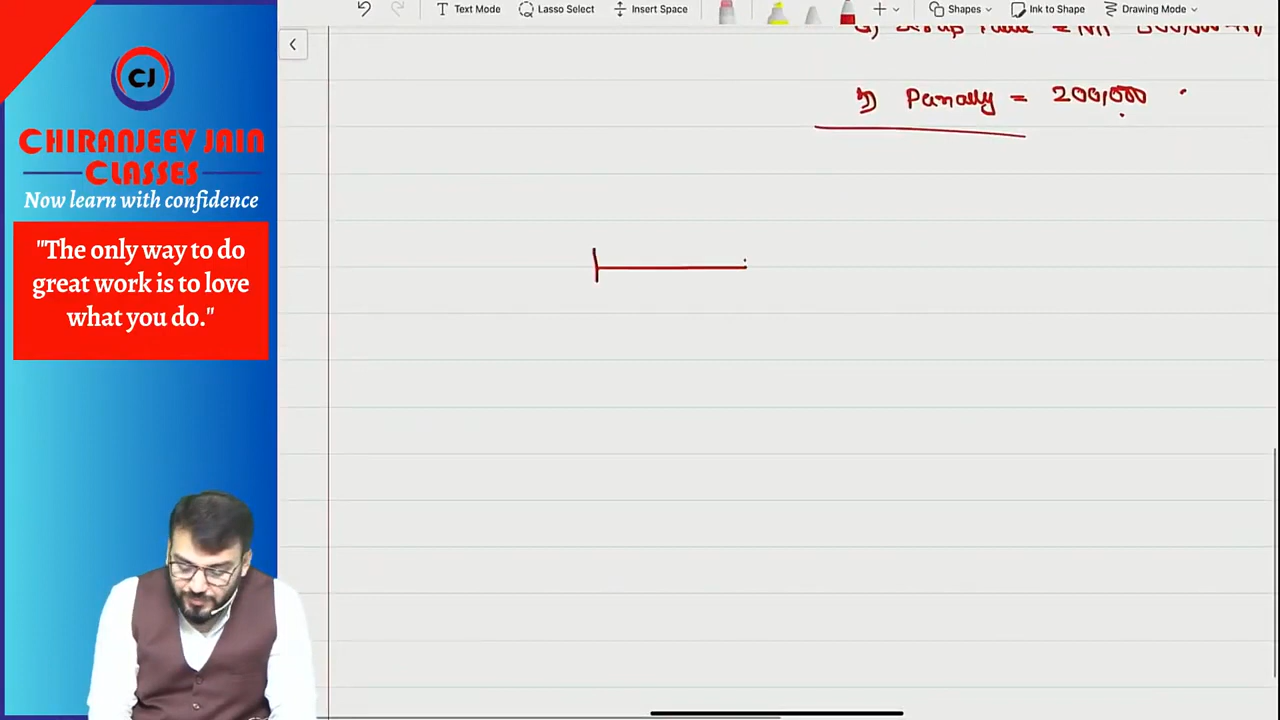 Text Mode
Lasso Select
Insert Space
Shapes
Ink to Shape
Drawing Mode
= Nil
Penalty = 200,000
CJ
CHIRANJEEV JAIN
CLASSES
Now learn with confidence
"The only way to do
great work is to love
what you do."